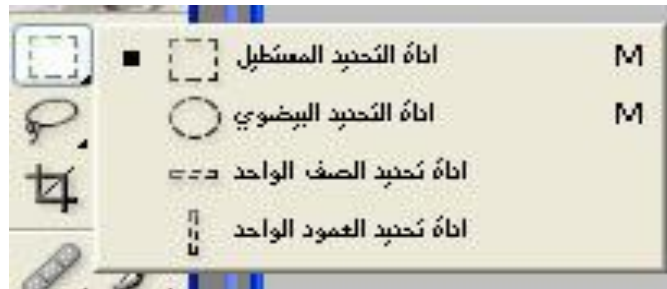 اداة التحديد المستطيل M
اداة التحديد البيضوي M
اداة تحديد الصف الواحد
اداة تحديد العمود الواحد